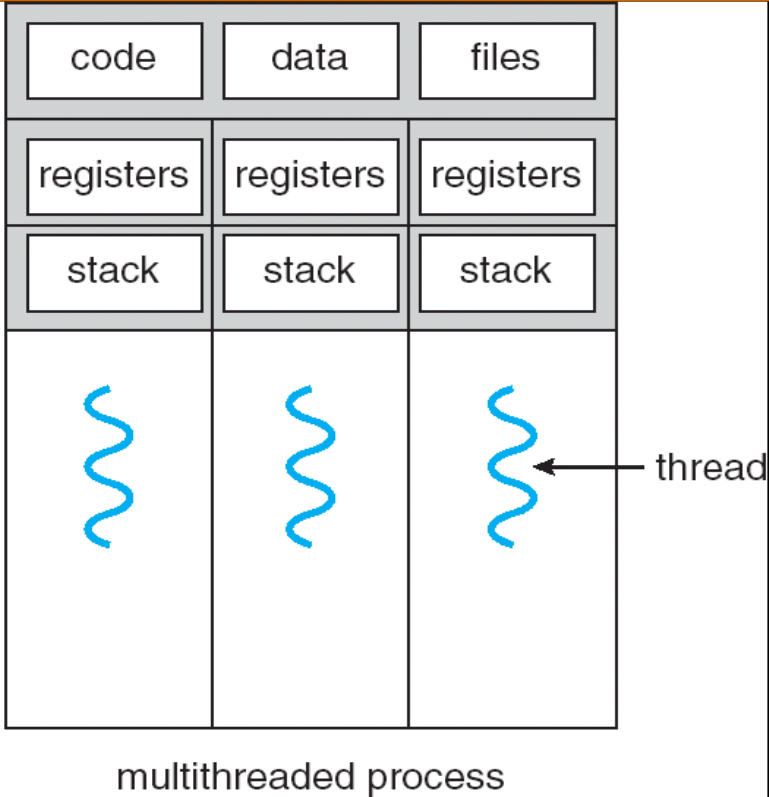 code data files
registers registers registers
stack stack stack
thread
multithreaded process